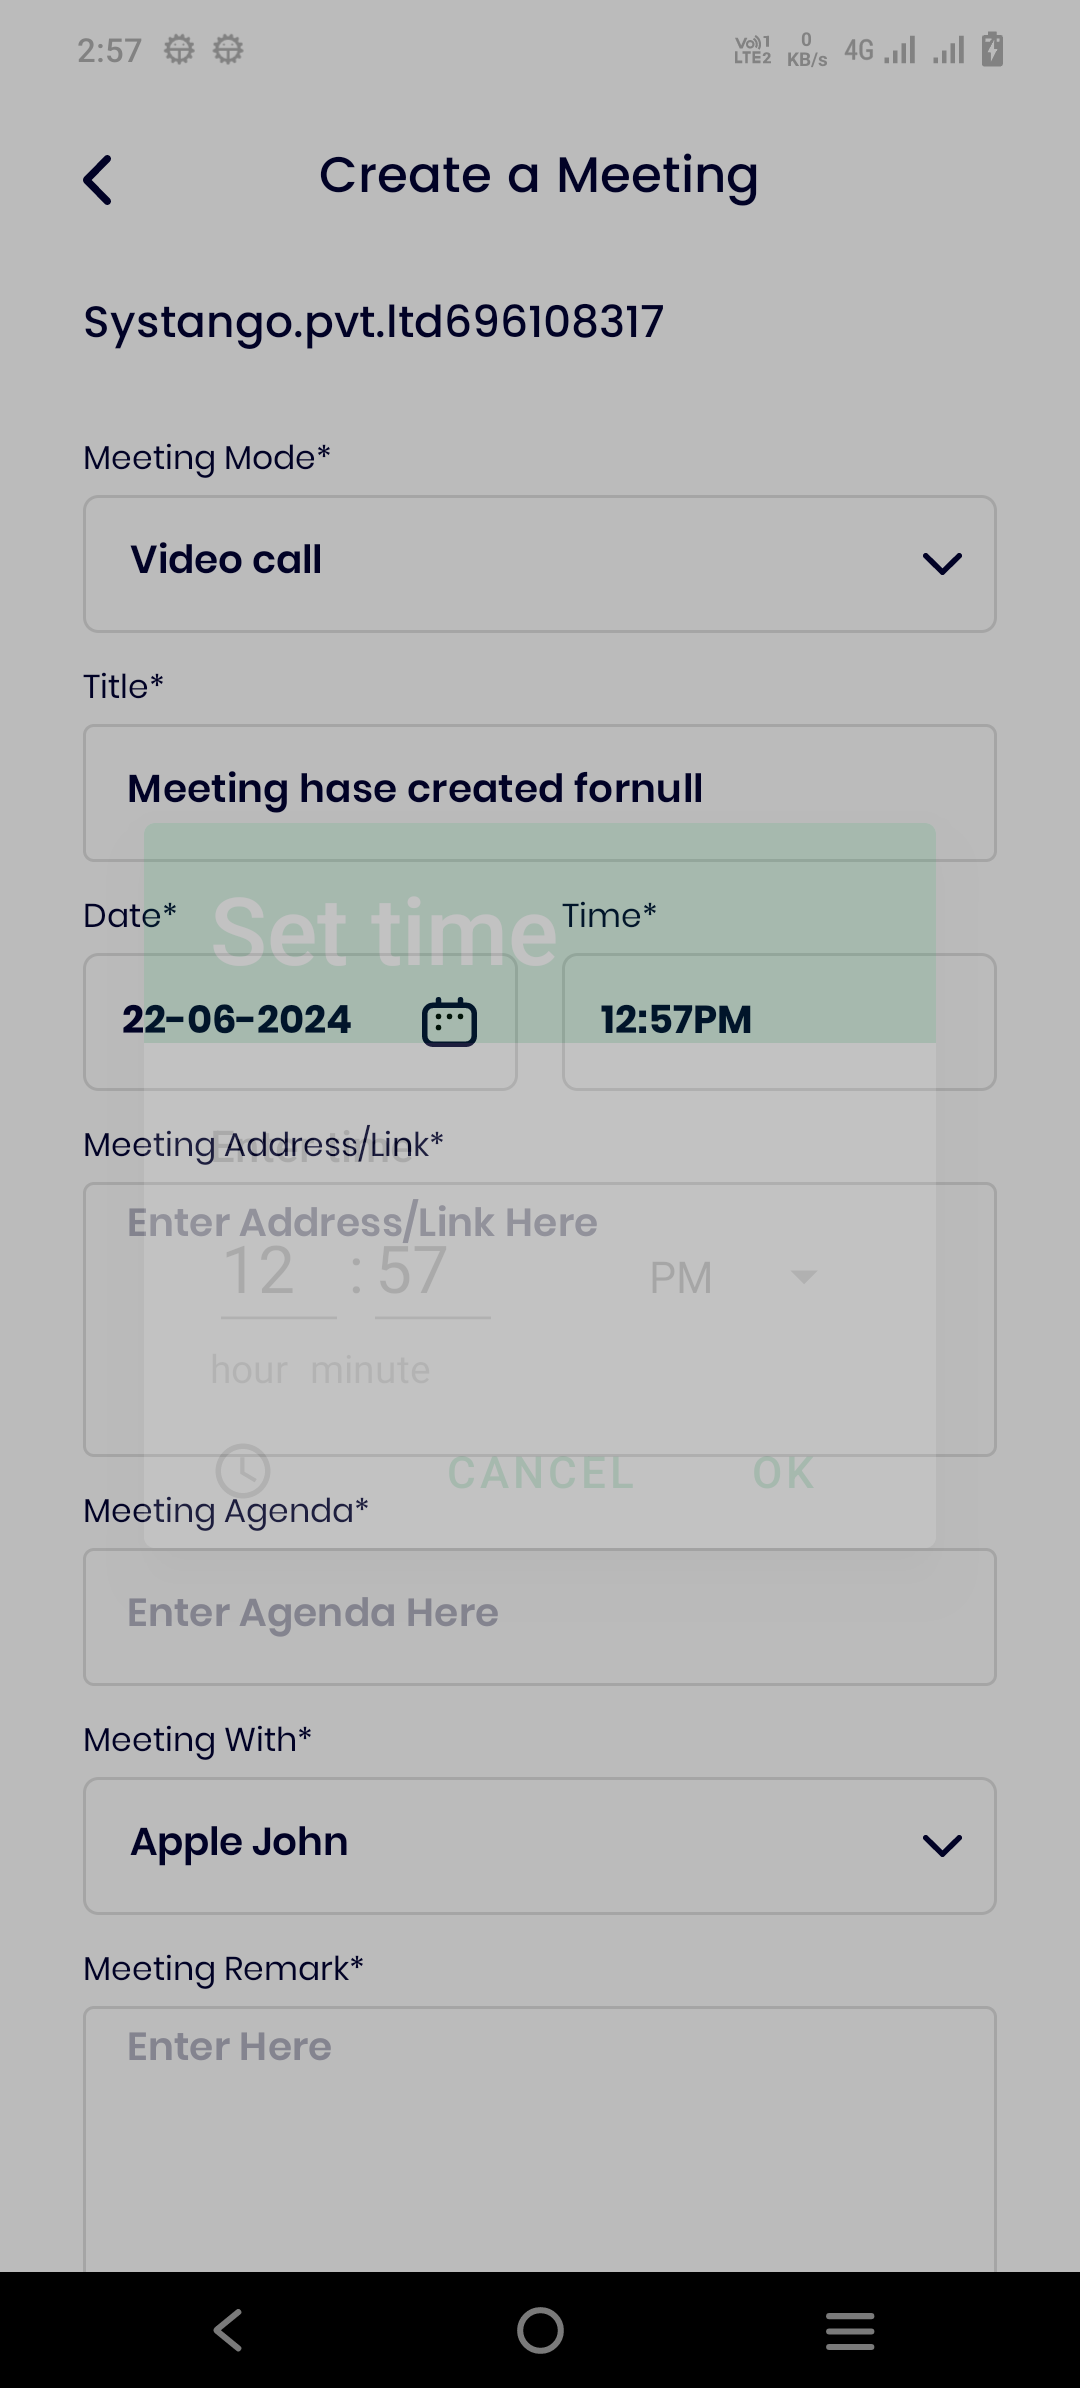 2:57
Vo))1 LTE2
0 KB/s
4G
Create a Meeting
Systango.pvt.ltd696108317
Meeting Mode*
Video call
Title*
Meeting hase created fornull
Date*
Time*
Set time
22-06-2024
12:57PM
Meeting Address/Link*
Enter time
Enter Address/Link Here
12 : 57 PM
hour minute
CANCEL OK
Meeting Agenda*
Enter Agenda Here
Meeting With*
Apple John
Meeting Remark*
Enter Here